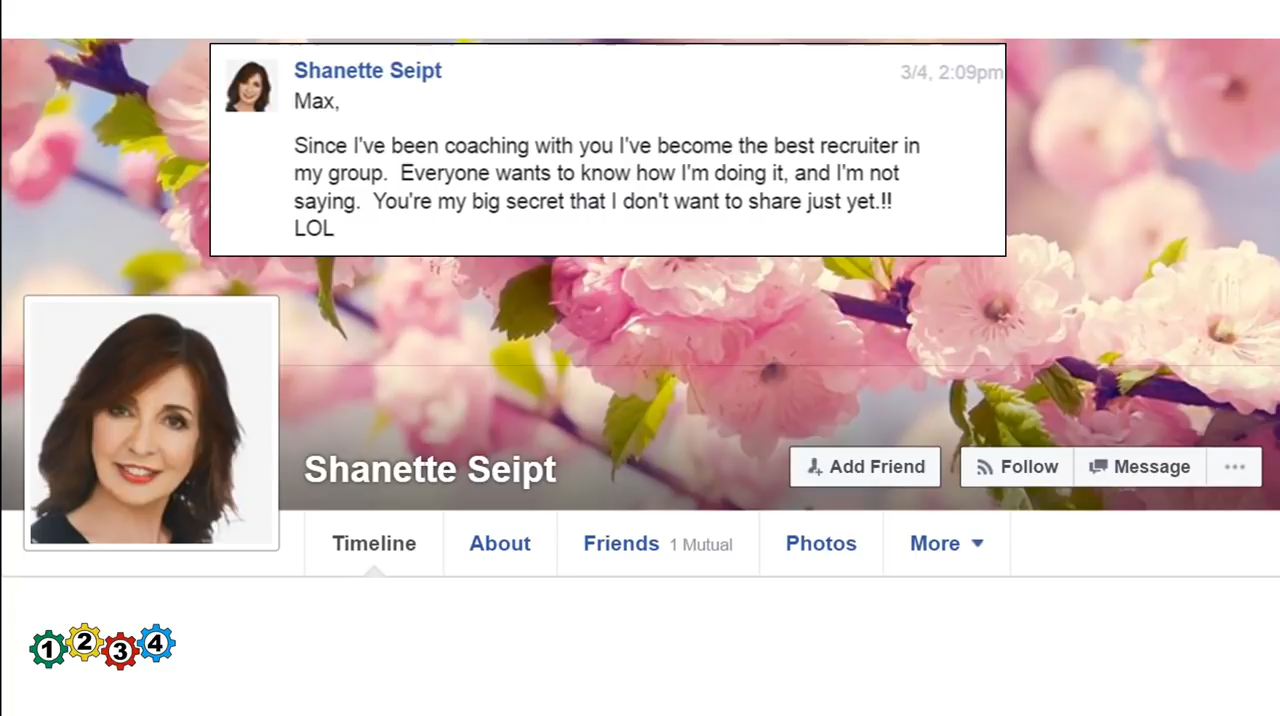 Shanette Seipt 3/4, 2:09pm
Max,
Since I've been coaching with you I've become the best recruiter in
my group.  Everyone wants to know how I'm doing it, and I'm not
saying.  You're my big secret that I don't want to share just yet.!!
LOL
Shanette Seipt
Add Friend Follow Message ...
Timeline About Friends 1 Mutual Photos More
1 2 3 4